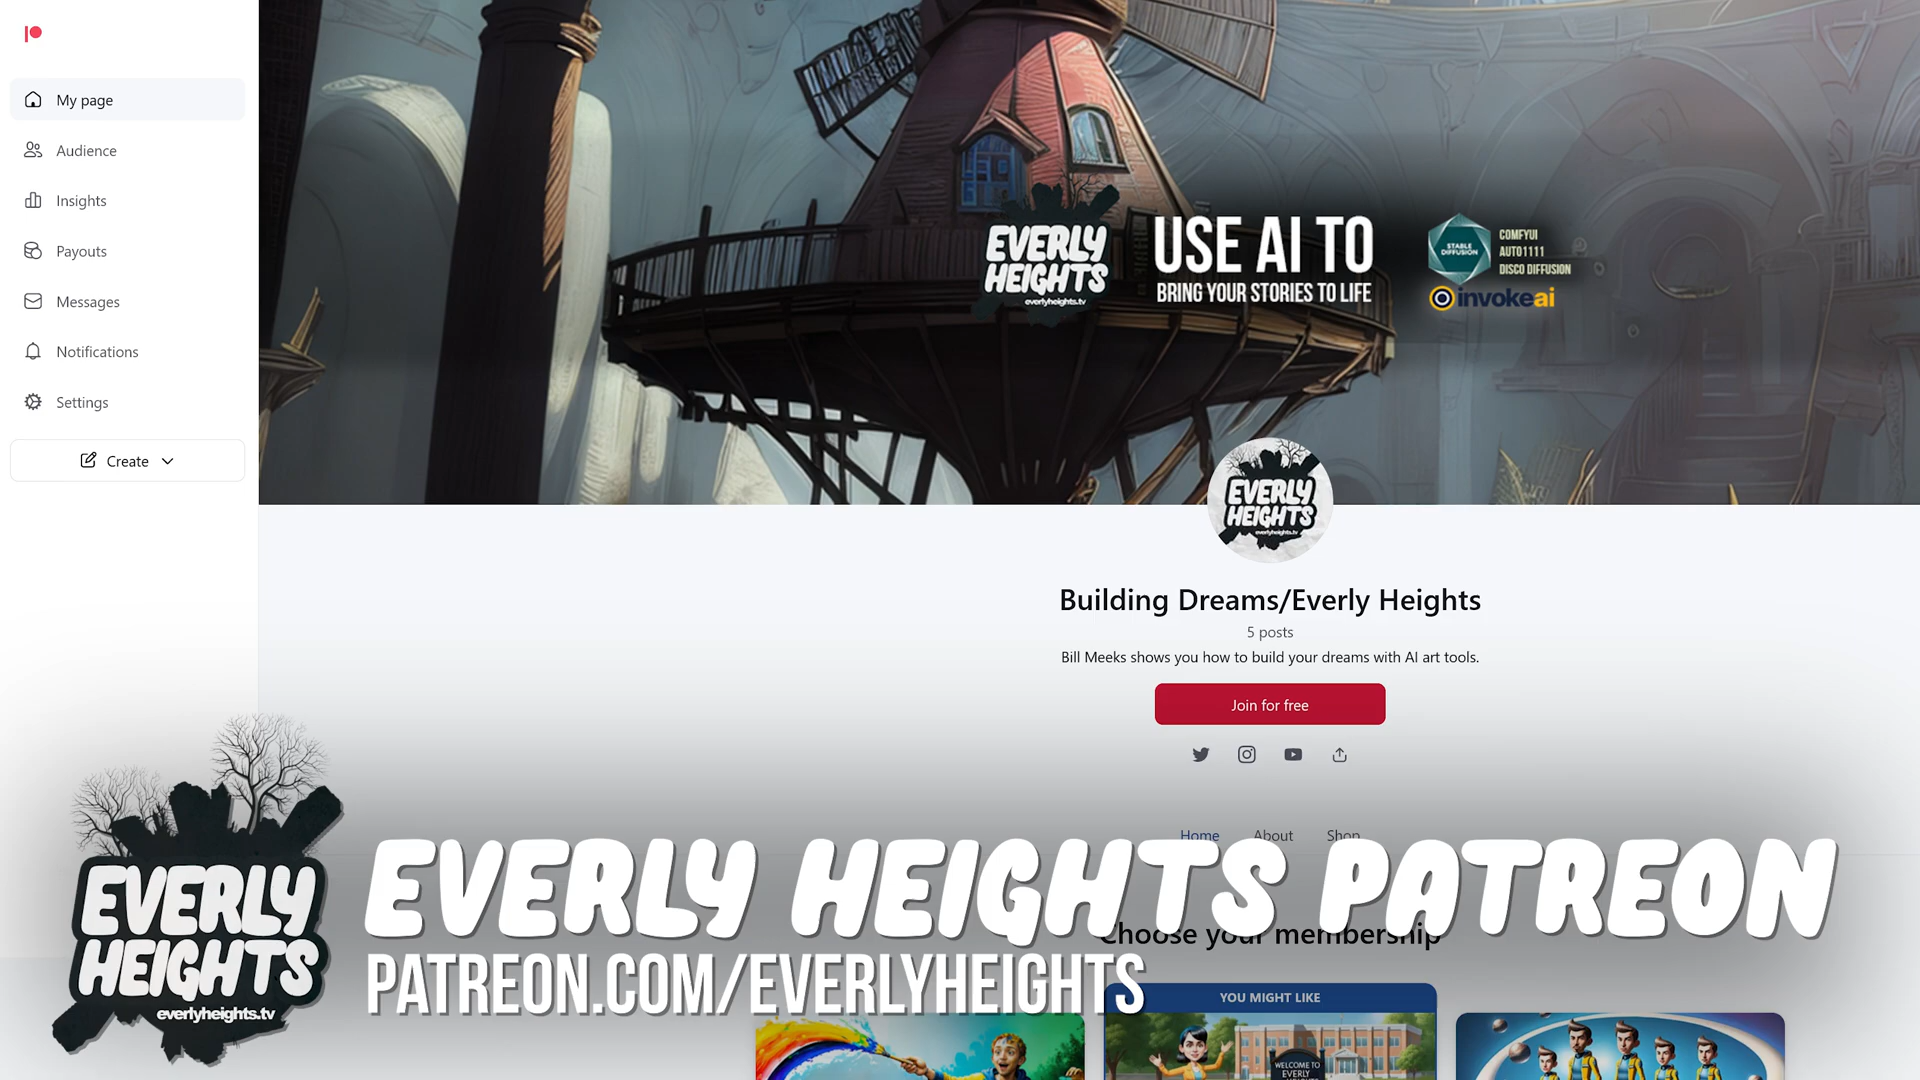 My page
Audience
Insights
Payouts
Messages
Notifications
Settings
Create
EVERLY
HEIGHTS
everlyheights.tv
USE AI TO
BRING YOUR STORIES TO LIFE
STABLE
DIFFUSION
COMFYUI
AUTO1111
DISCO DIFFUSION
invokeai
EVERLY
HEIGHTS
everlyheights.tv
Building Dreams/Everly Heights
5 posts
Bill Meeks shows you how to build your dreams with AI art tools.
Join for free
Home About Shop
EVERLY
HEIGHTS
everlyheights.tv
EVERLY HEIGHTS PATREON
Choose your membership
PATREON.COM/EVERLYHEIGHTS
YOU MIGHT LIKE
WELCOME TO
EVERLY